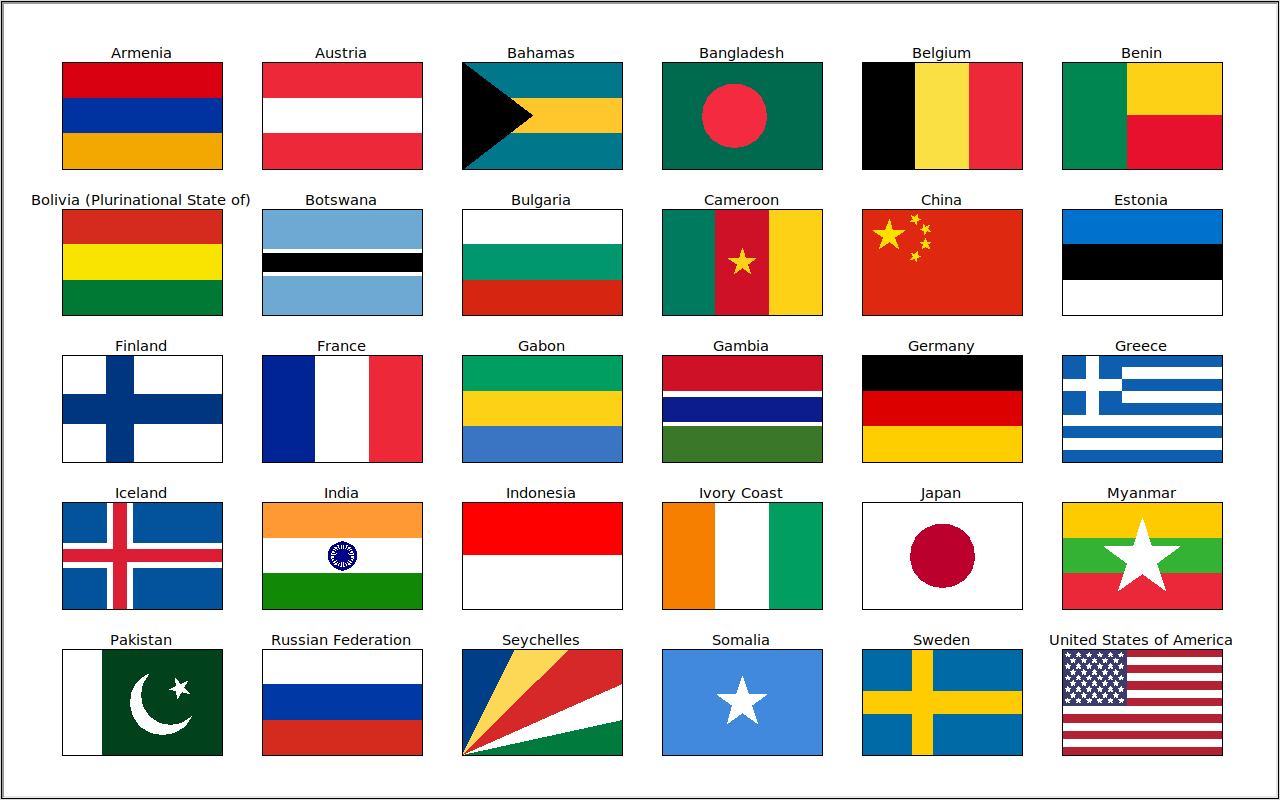 Armenia
Austria
Bahamas
Bangladesh
Belgium
Benin
Bolivia (Plurinational State of)
Botswana
Bulgaria
Cameroon
China
Estonia
Finland
France
Gabon
Gambia
Germany
Greece
Iceland
India
Indonesia
Ivory Coast
Japan
Myanmar
Pakistan
Russian Federation
Seychelles
Somalia
Sweden
United States of America